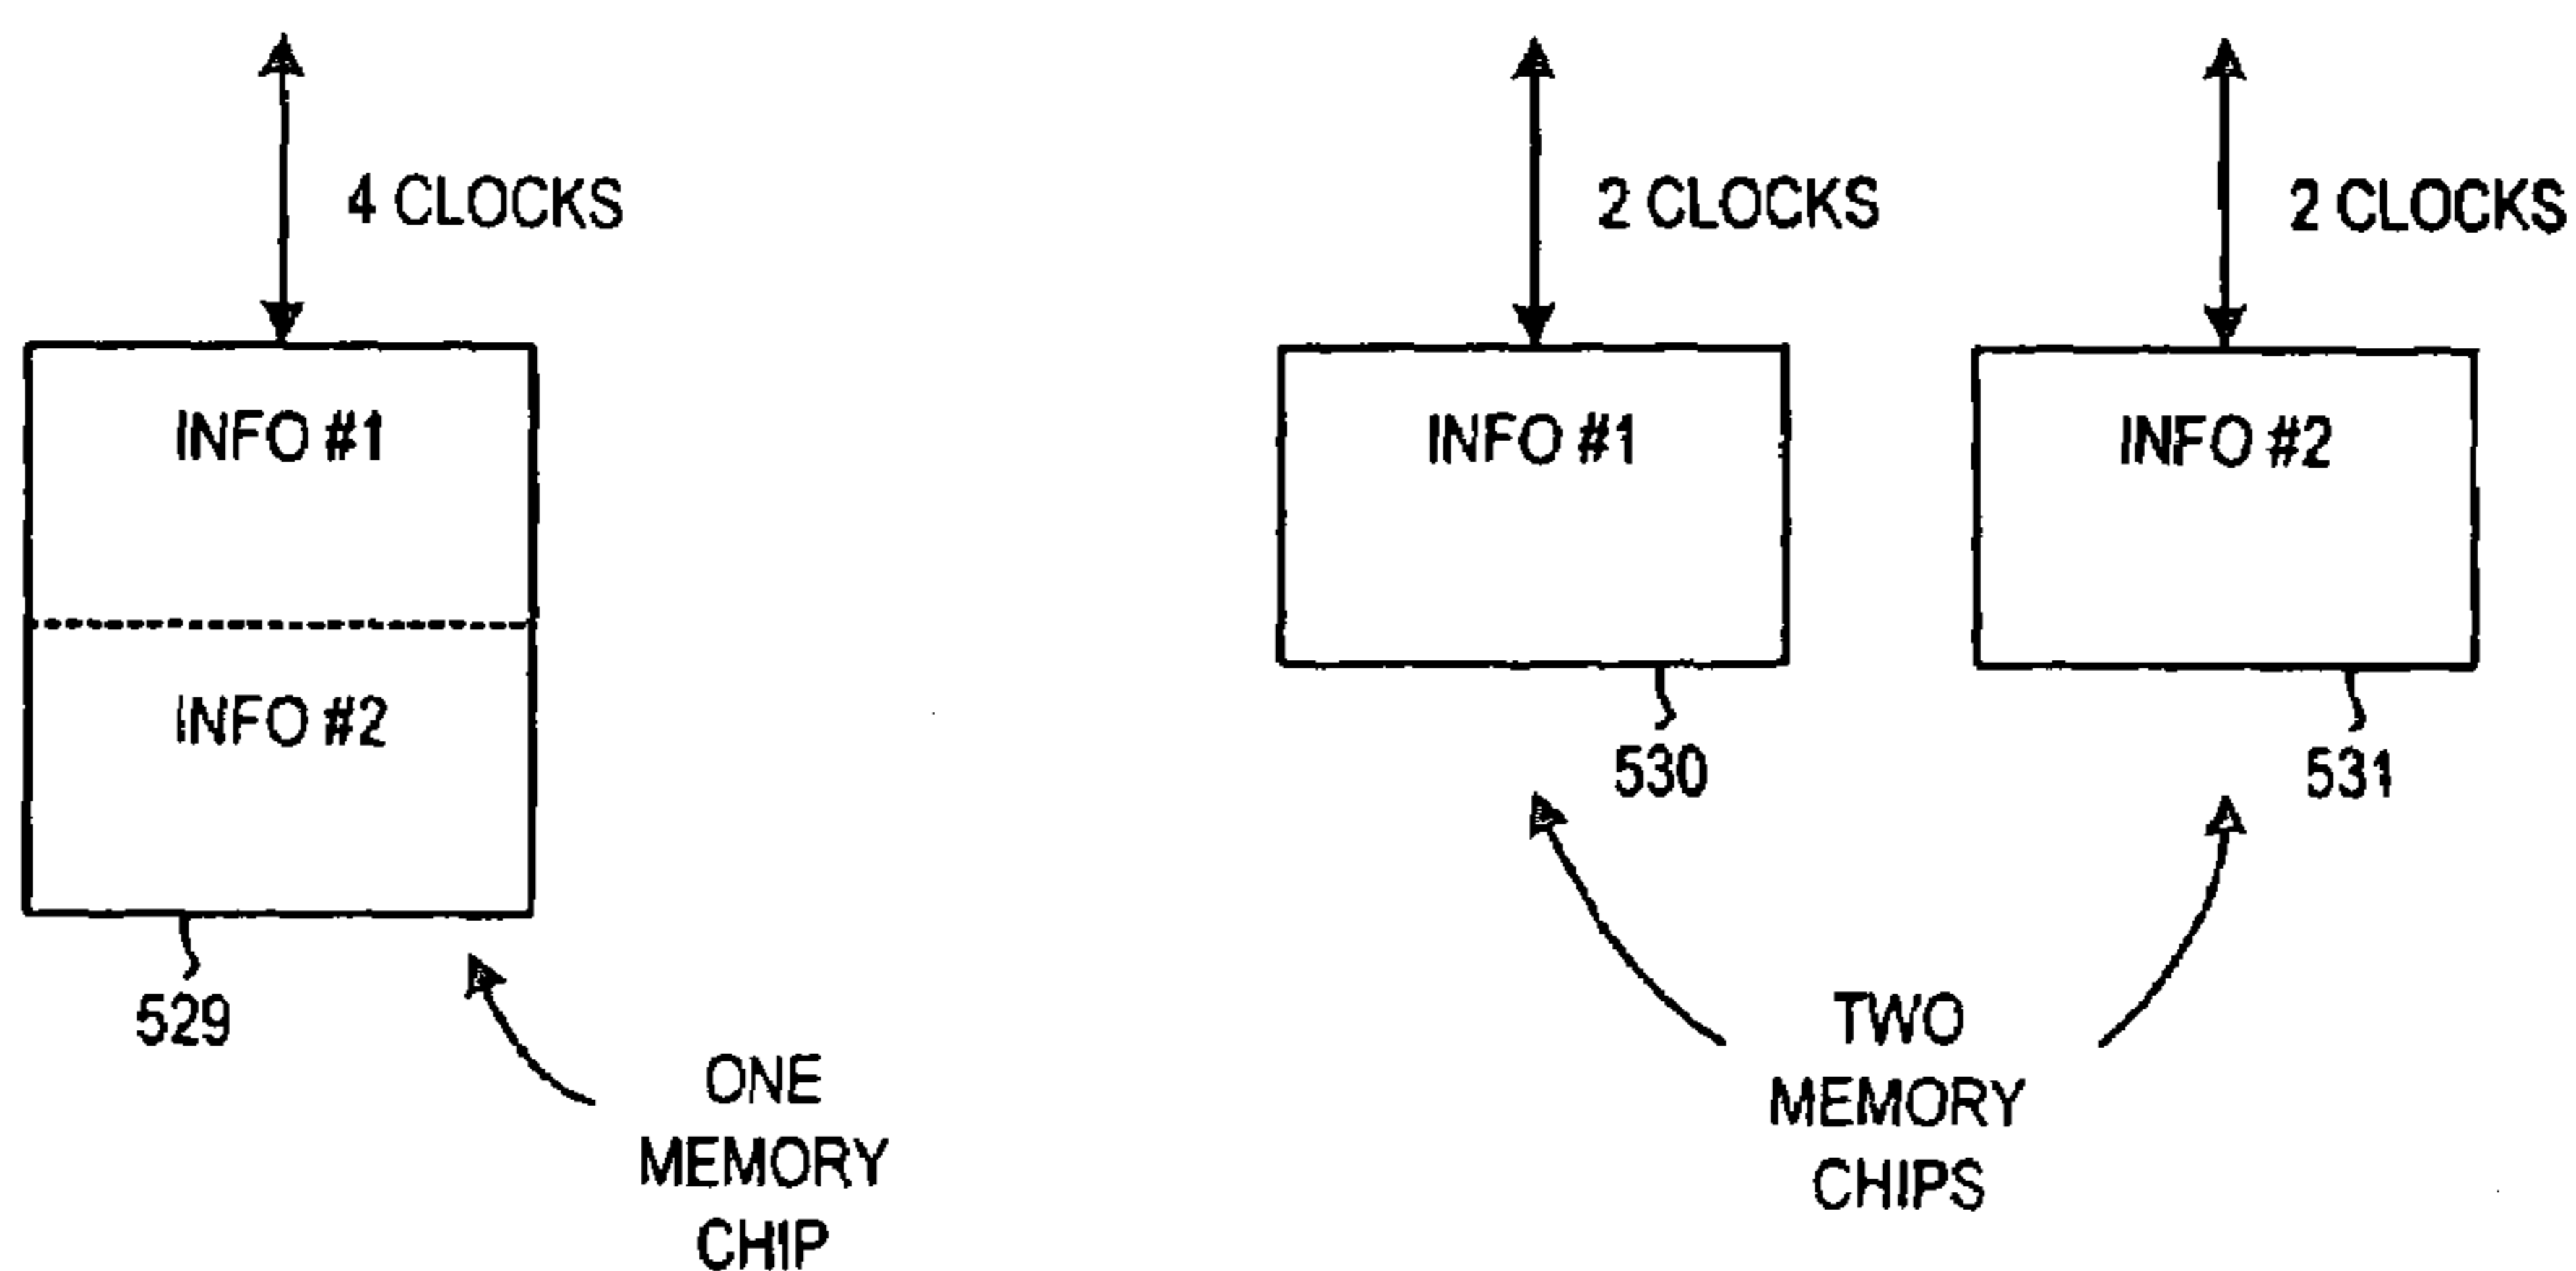 4 CLOCKS
INFO #1
INFO #2
529
ONE
MEMORY
CHIP
2 CLOCKS
INFO #1
530
2 CLOCKS
INFO #2
531
TWO
MEMORY
CHIPS